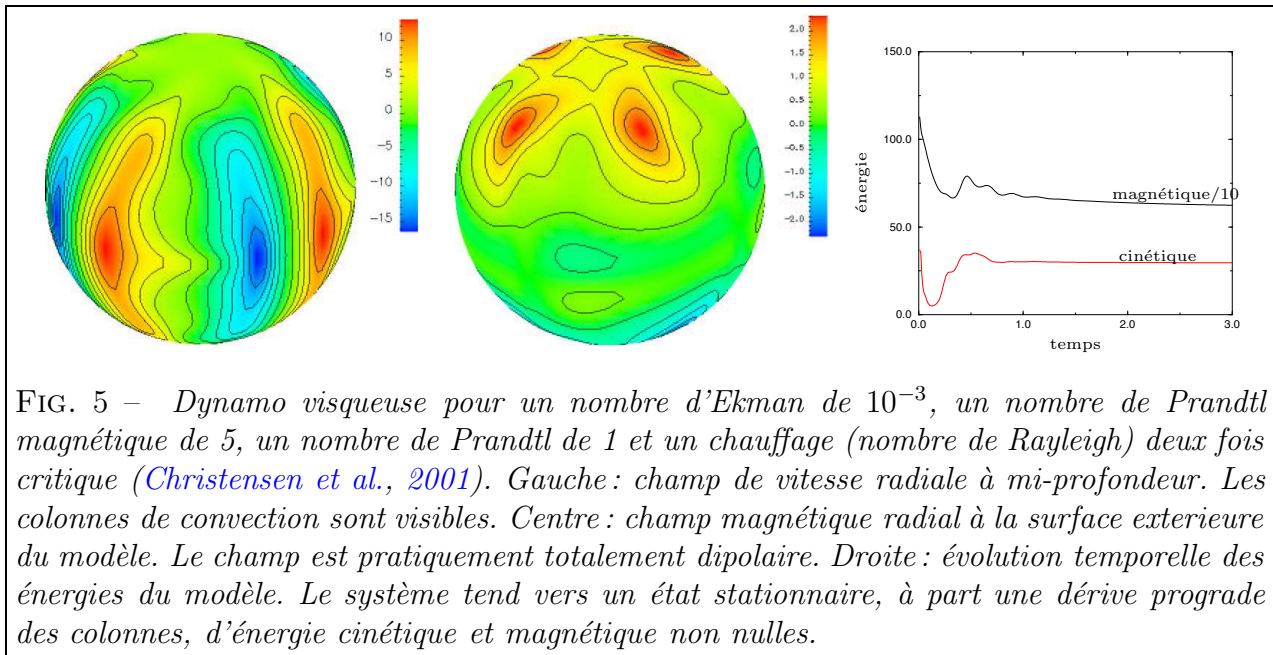 10
5
0
−5
−10
−15
2.0
1.5
1.0
0.5
0.0
−0.5
−1.0
−1.5
−2.0
150.0
100.0
50.0
0.0
énergie
magnétique/10
cinétique
0.0 1.0 2.0 3.0
temps
FIG. 5 – Dynamo visqueuse pour un nombre d'Ekman de 10⁻³, un nombre de Prandtl
magnétique de 5, un nombre de Prandtl de 1 et un chauffage (nombre de Rayleigh) deux fois
critique (Christensen et al., 2001). Gauche : champ de vitesse radiale à mi-profondeur. Les
colonnes de convection sont visibles. Centre : champ magnétique radial à la surface exterieure
du modèle. Le champ est pratiquement totalement dipolaire. Droite : évolution temporelle des
énergies du modèle. Le système tend vers un état stationnaire, à part une dérive prograde
des colonnes, d'énergie cinétique et magnétique non nulles.